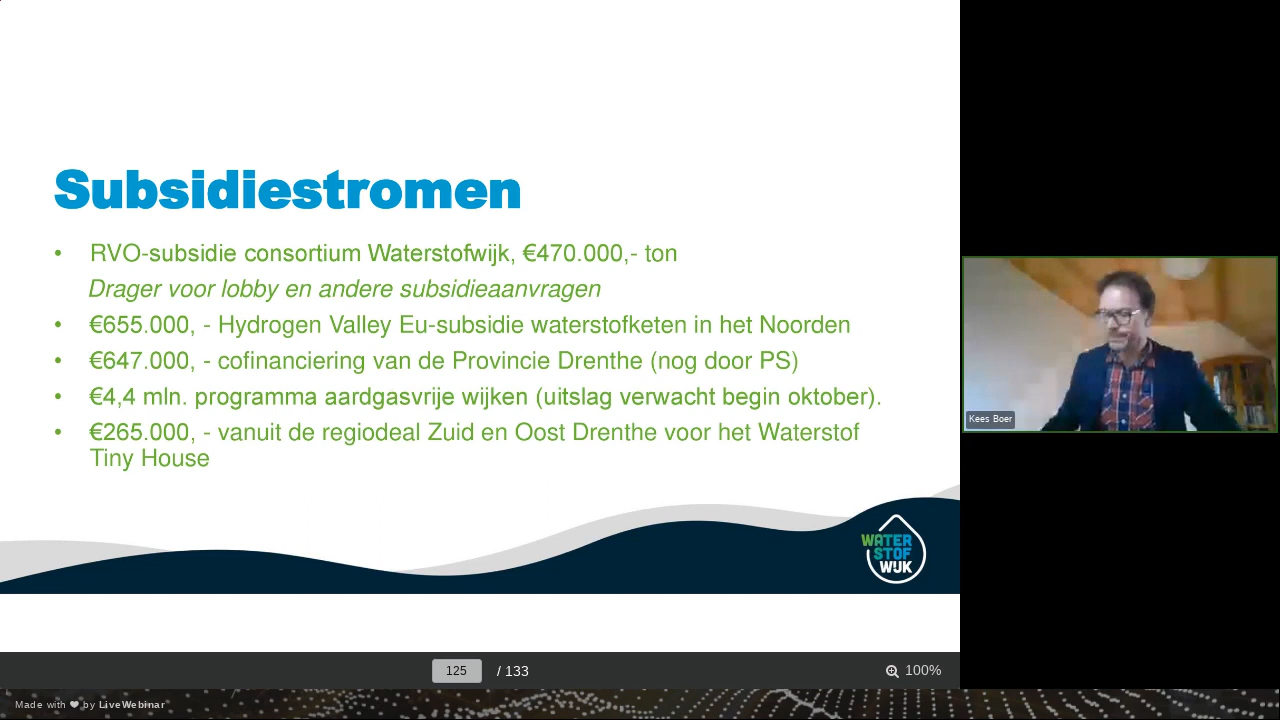 Subsidiestromen
• RVO-subsidie consortium Waterstofwijk, €470.000,- ton
Drager voor lobby en andere subsidieaanvragen
• €655.000, - Hydrogen Valley Eu-subsidie waterstofketen in het Noorden
• €647.000, - cofinanciering van de Provincie Drenthe (nog door PS)
• €4,4 mln. programma aardgasvrije wijken (uitslag verwacht begin oktober).
• €265.000, - vanuit de regiodeal Zuid en Oost Drenthe voor het Waterstof
Tiny House
WATER
STOF
WIJK
Kees Boer
125 / 133
100%
Made with ❤ by LiveWebinar